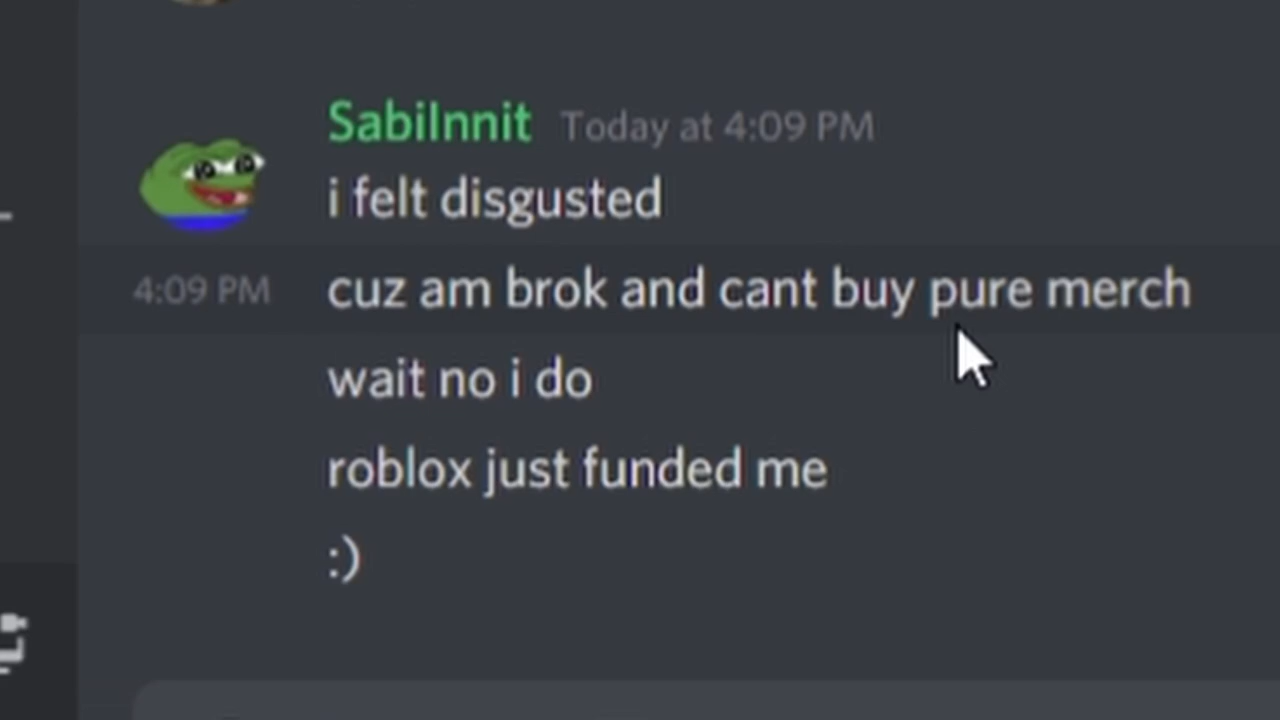 SabiInnit Today at 4:09 PM
i felt disgusted
4:09 PM cuz am brok and cant buy pure merch
wait no i do
roblox just funded me
:)